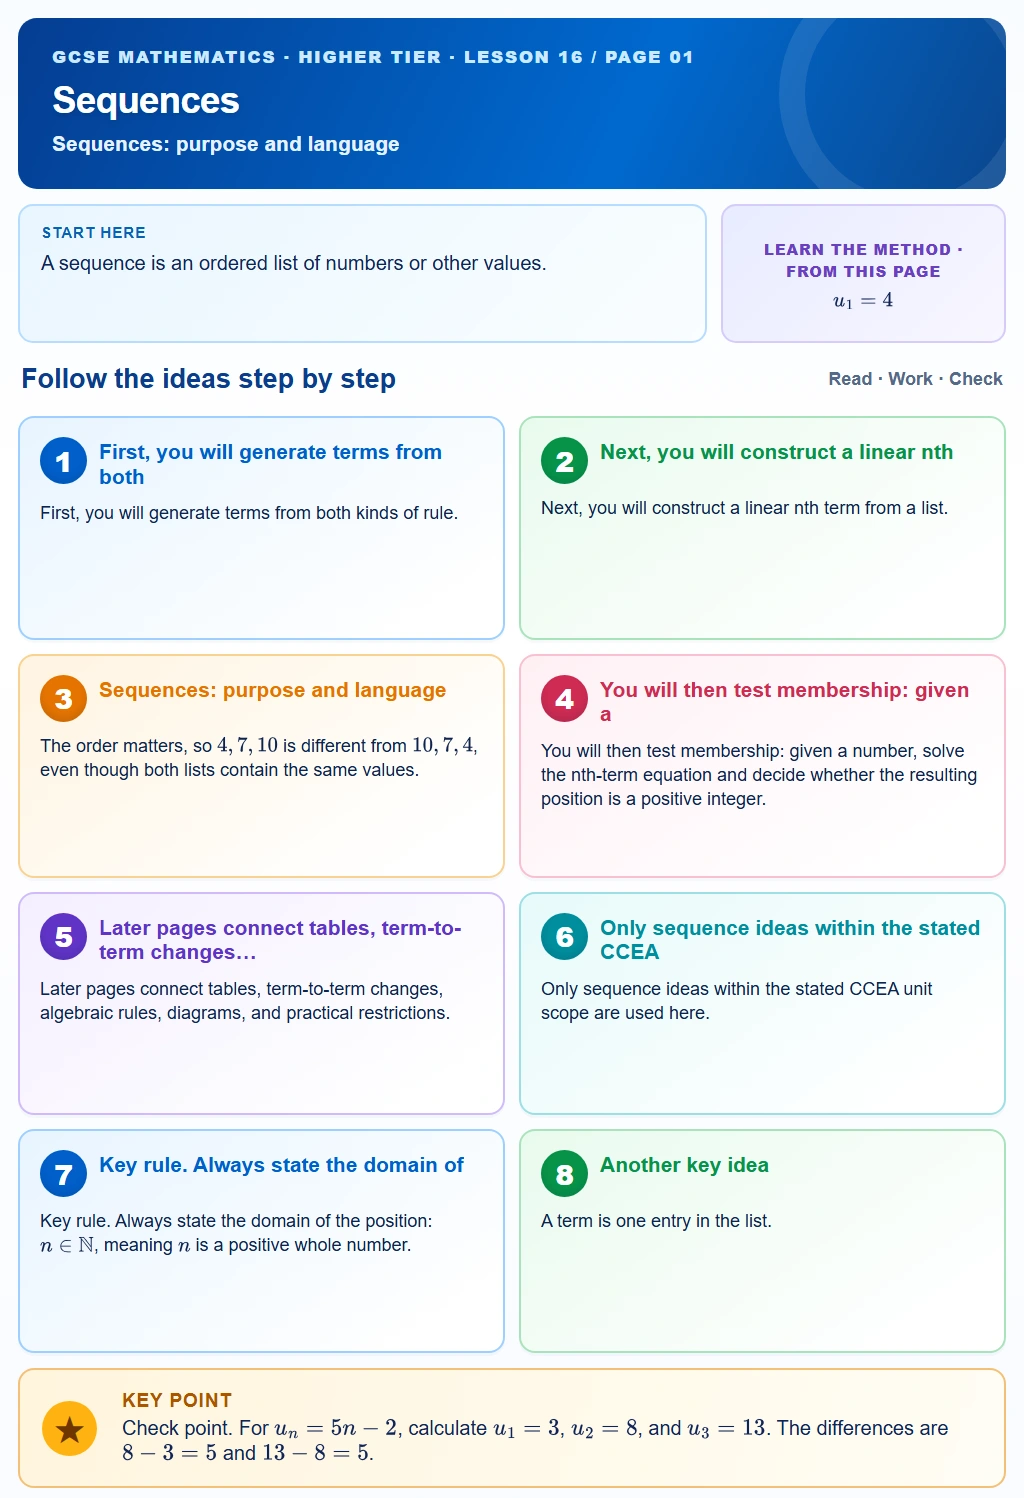 GCSE MATHEMATICS · HIGHER TIER · LESSON 16 / PAGE 01
Sequences
Sequences: purpose and language
START HERE
A sequence is an ordered list of numbers or other values.
LEARN THE METHOD ·
FROM THIS PAGE
u₁ = 4
Follow the ideas step by step
Read · Work · Check
1
First, you will generate terms from
both
First, you will generate terms from both kinds of rule.
2
Next, you will construct a linear nth
Next, you will construct a linear nth term from a list.
3
Sequences: purpose and language
The order matters, so 4, 7, 10 is different from 10, 7, 4,
even though both lists contain the same values.
4
You will then test membership: given
a
You will then test membership: given a number, solve
the nth-term equation and decide whether the resulting
position is a positive integer.
5
Later pages connect tables, term-to-
term changes…
Later pages connect tables, term-to-term changes,
algebraic rules, diagrams, and practical restrictions.
6
Only sequence ideas within the stated
CCEA
Only sequence ideas within the stated CCEA unit
scope are used here.
7
Key rule. Always state the domain of
Key rule. Always state the domain of the position:
n ∈ ℕ, meaning n is a positive whole number.
8
Another key idea
A term is one entry in the list.
KEY POINT
Check point. For uₙ = 5n − 2, calculate u₁ = 3, u₂ = 8, and u₃ = 13. The differences are
8 − 3 = 5 and 13 − 8 = 5.